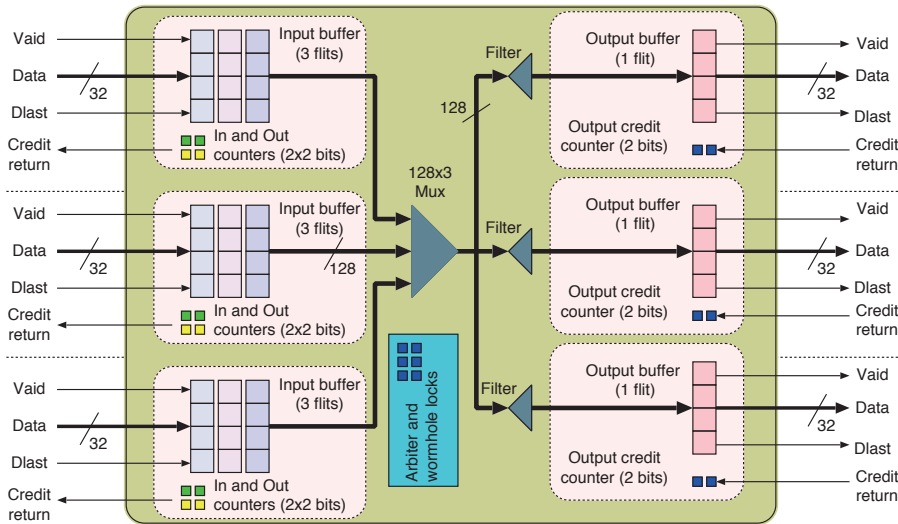 Vaid
Data
32
Dlast
Credit
return
Input buffer
(3 flits)
In and Out
counters (2x2 bits)
Vaid
Data
32
Dlast
Credit
return
Input buffer
(3 flits)
128
In and Out
counters (2x2 bits)
Vaid
Data
32
Dlast
Credit
return
Input buffer
(3 flits)
In and Out
counters (2x2 bits)
128x3
Mux
Arbiter and
wormhole locks
128
Filter
Output buffer
(1 flit)
Output credit
counter (2 bits)
Vaid
Data
32
Dlast
Credit
return
Filter
Output buffer
(1 flit)
Output credit
counter (2 bits)
Vaid
Data
32
Dlast
Credit
return
Filter
Output buffer
(1 flit)
Output credit
counter (2 bits)
Vaid
Data
32
Dlast
Credit
return